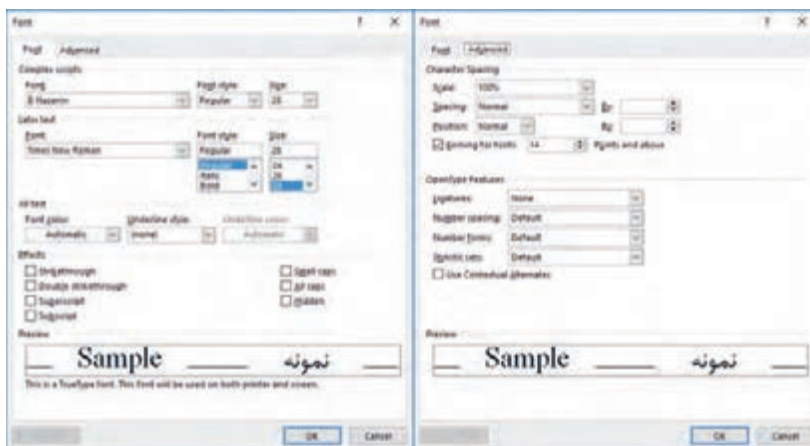 Font ? ×
Font Advanced
Complex scripts
Font: Font style: Size:
B Nazanin Regular 28
Latin text
Font: Font style: Size:
Times New Roman Regular 28
Regular 26
Italic
Bold 28
All text
Font color: Underline style: Underline color:
Automatic (none) Automatic
Effects
Strikethrough Small caps
Double strikethrough All caps
Superscript Hidden
Subscript
Preview
Sample نمونه
This is a TrueType font. This font will be used on both printer and screen.
OK Cancel
Font ? ×
Font Advanced
Character Spacing
Scale: 100%
Spacing: Normal By:
Position: Normal By:
Kerning for fonts: 14 Points and above
OpenType Features
Ligatures: None
Number spacing: Default
Number forms: Default
Stylistic sets: Default
Use Contextual Alternates
Preview
Sample نمونه
OK Cancel